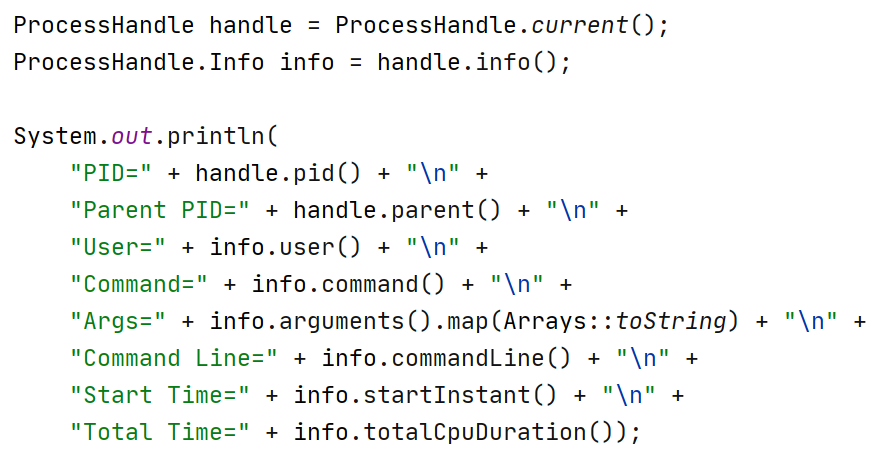 ProcessHandle handle = ProcessHandle.current();
ProcessHandle.Info info = handle.info();

System.out.println(
    "PID=" + handle.pid() + "\n" +
    "Parent PID=" + handle.parent() + "\n" +
    "User=" + info.user() + "\n" +
    "Command=" + info.command() + "\n" +
    "Args=" + info.arguments().map(Arrays::toString) + "\n" +
    "Command Line=" + info.commandLine() + "\n" +
    "Start Time=" + info.startInstant() + "\n" +
    "Total Time=" + info.totalCpuDuration());